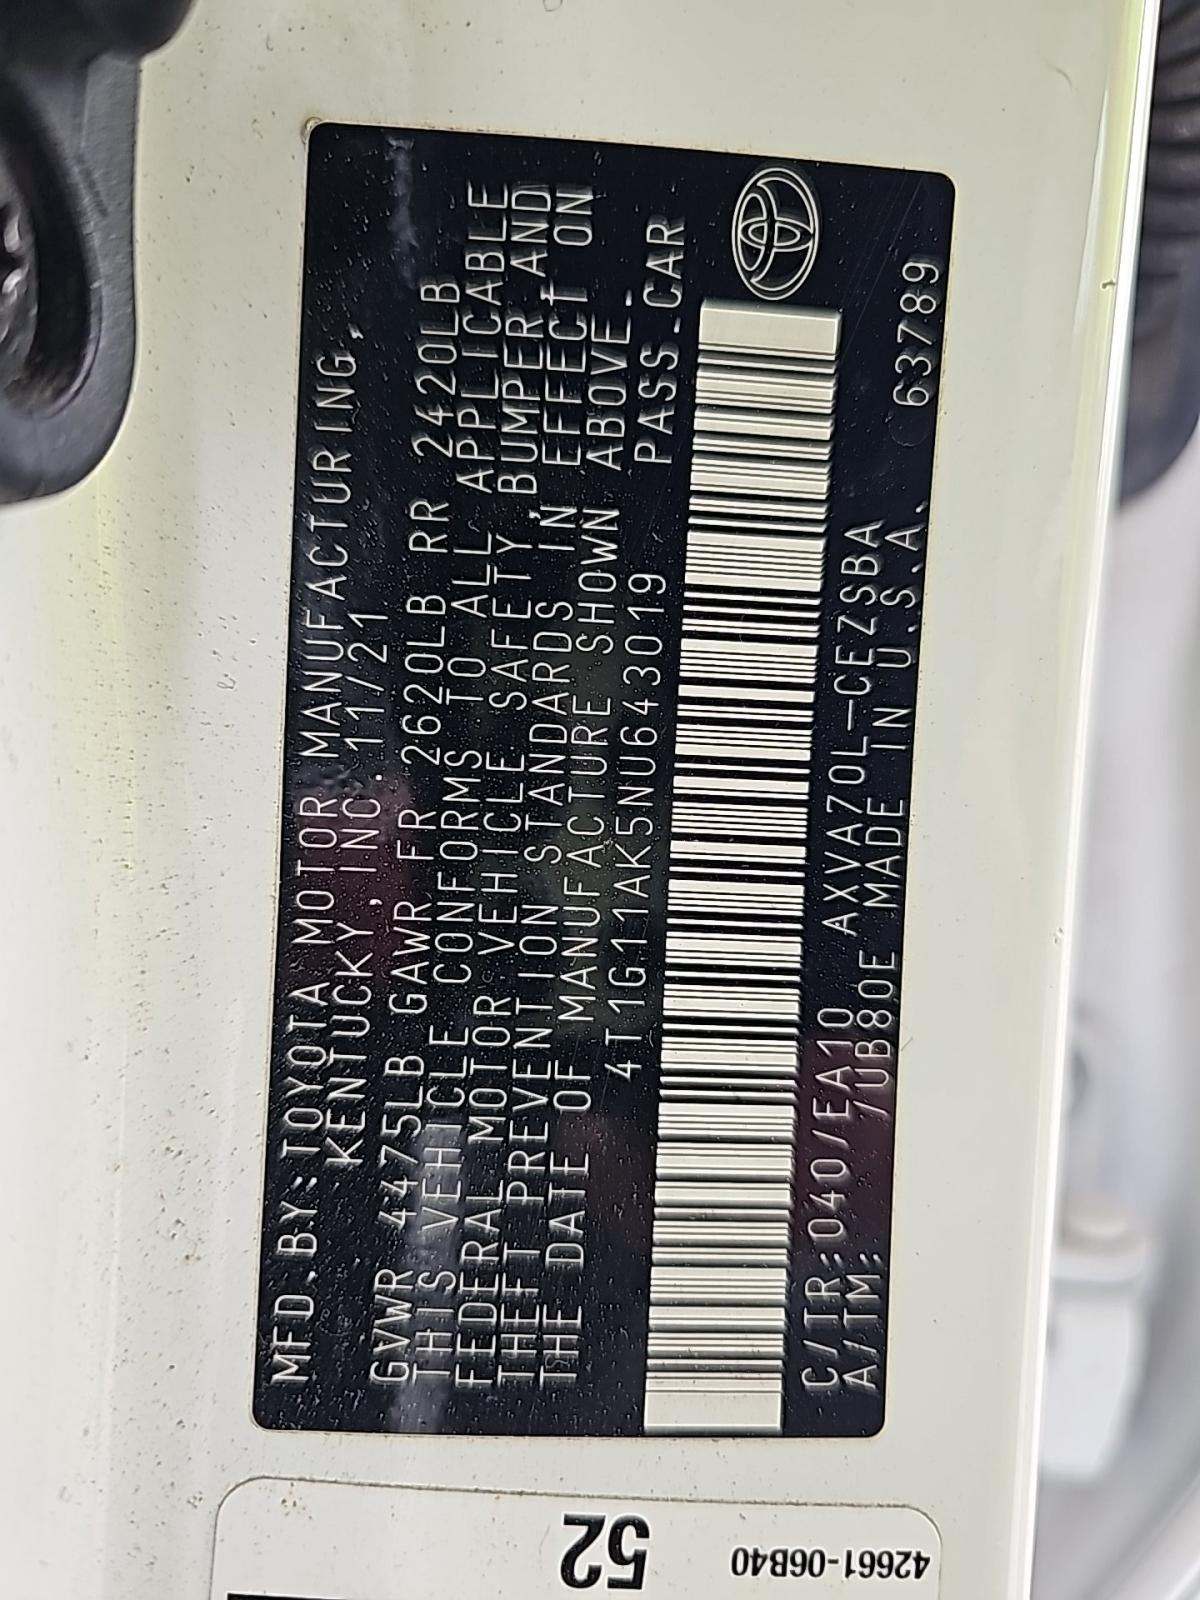 MFD.BY:TOYOTA MOTOR MANUFACTURING,
KENTUCKY, INC. 11/21
GVWR 4475LB GAWR FR 2620LB RR 2420LB
THIS VEHICLE CONFORMS TO ALL APPLICABLE
FEDERAL MOTOR VEHICLE SAFETY,BUMPER AND
THEFT PREVENTION STANDARDS IN EFFECT ON
THE DATE OF MANUFACTURE SHOWN ABOVE.
4T1G11AK5NU643019 PASS.CAR
C/TR:040/EA10 AXVA70L-CEZSBA 63789
A/TM: /UB80E MADE IN U.S.A.
52
42661-06B40